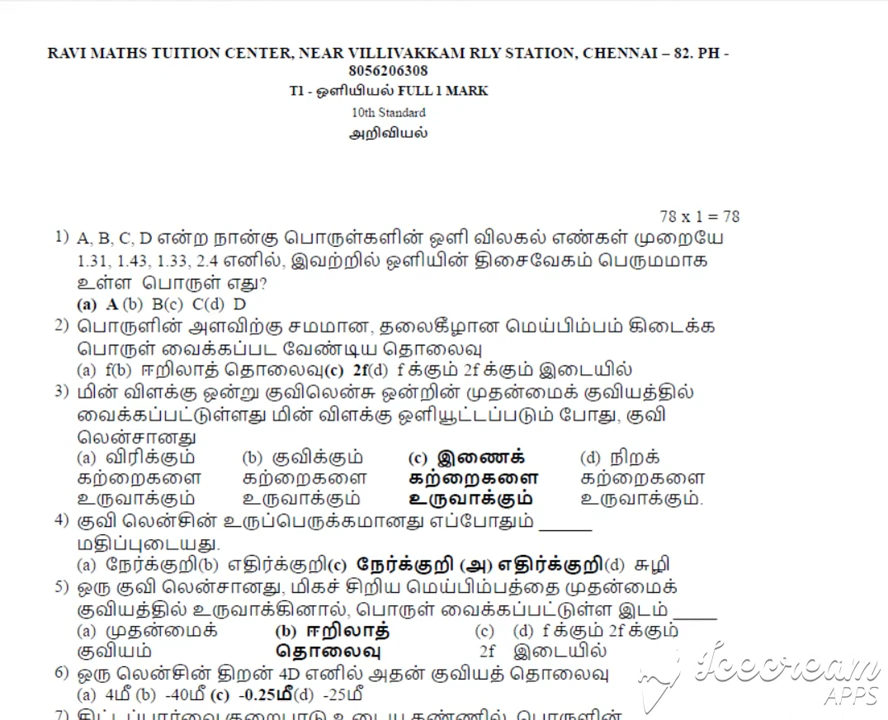 RAVI MATHS TUITION CENTER, NEAR VILLIVAKKAM RLY STATION, CHENNAI – 82. PH -
8056206308
T1 - ஒளியியல் FULL 1 MARK
10th Standard
அறிவியல்
78 x 1 = 78
1) A, B, C, D என்ற நான்கு பொருள்களின் ஒளி விலகல் எண்கள் முறையே
1.31, 1.43, 1.33, 2.4 எனில், இவற்றில் ஒளியின் திசைவேகம் பெருமமாக
உள்ள பொருள் எது?
(a) A (b) B(c) C(d) D
2) பொருளின் அளவிற்கு சமமான, தலைகீழான மெய்பிம்பம் கிடைக்க
பொருள் வைக்கப்பட வேண்டிய தொலைவு
(a) f(b) ஈறிலாத் தொலைவு(c) 2f(d) f க்கும் 2f க்கும் இடையில்
3) மின் விளக்கு ஒன்று குவிலென்சு ஒன்றின் முதன்மைக் குவியத்தில்
வைக்கப்பட்டுள்ளது மின் விளக்கு ஒளியூட்டப்படும் போது, குவி
லென்சானது
(a) விரிக்கும் (b) குவிக்கும் (c) இணைக் (d) நிறக்
கற்றைகளை கற்றைகளை கற்றைகளை கற்றைகளை
உருவாக்கும் உருவாக்கும் உருவாக்கும் உருவாக்கும்.
4) குவி லென்சின் உருப்பெருக்கமானது எப்போதும் ______
மதிப்புடையது.
(a) நேர்க்குறி(b) எதிர்க்குறி(c) நேர்க்குறி (அ) எதிர்க்குறி(d) சுழி
5) ஒரு குவி லென்சானது, மிகச் சிறிய மெய்பிம்பத்தை முதன்மைக்
குவியத்தில் உருவாக்கினால், பொருள் வைக்கப்பட்டுள்ள இடம் _____
(a) முதன்மைக் (b) ஈறிலாத் (c) (d) f க்கும் 2f க்கும்
குவியம் தொலைவு 2f இடையில்
6) ஒரு லென்சின் திறன் 4D எனில் அதன் குவியத் தொலைவு
(a) 4மீ (b) -40மீ (c) -0.25மீ(d) -25மீ
7) கிட்டப்பார்வை குறைபாடு உடைய கண்ணில், பொருளின்
Icecream
APPS